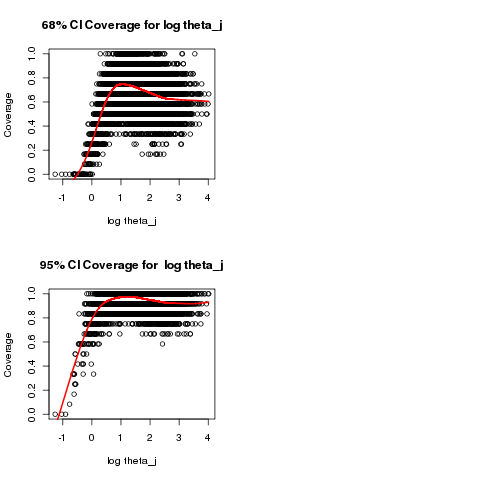 68% CI Coverage for log theta_j
Coverage
0.0 0.2 0.4 0.6 0.8 1.0
-1 0 1 2 3 4
log theta_j
95% CI Coverage for  log theta_j
Coverage
0.0 0.2 0.4 0.6 0.8 1.0
-1 0 1 2 3 4
log theta_j